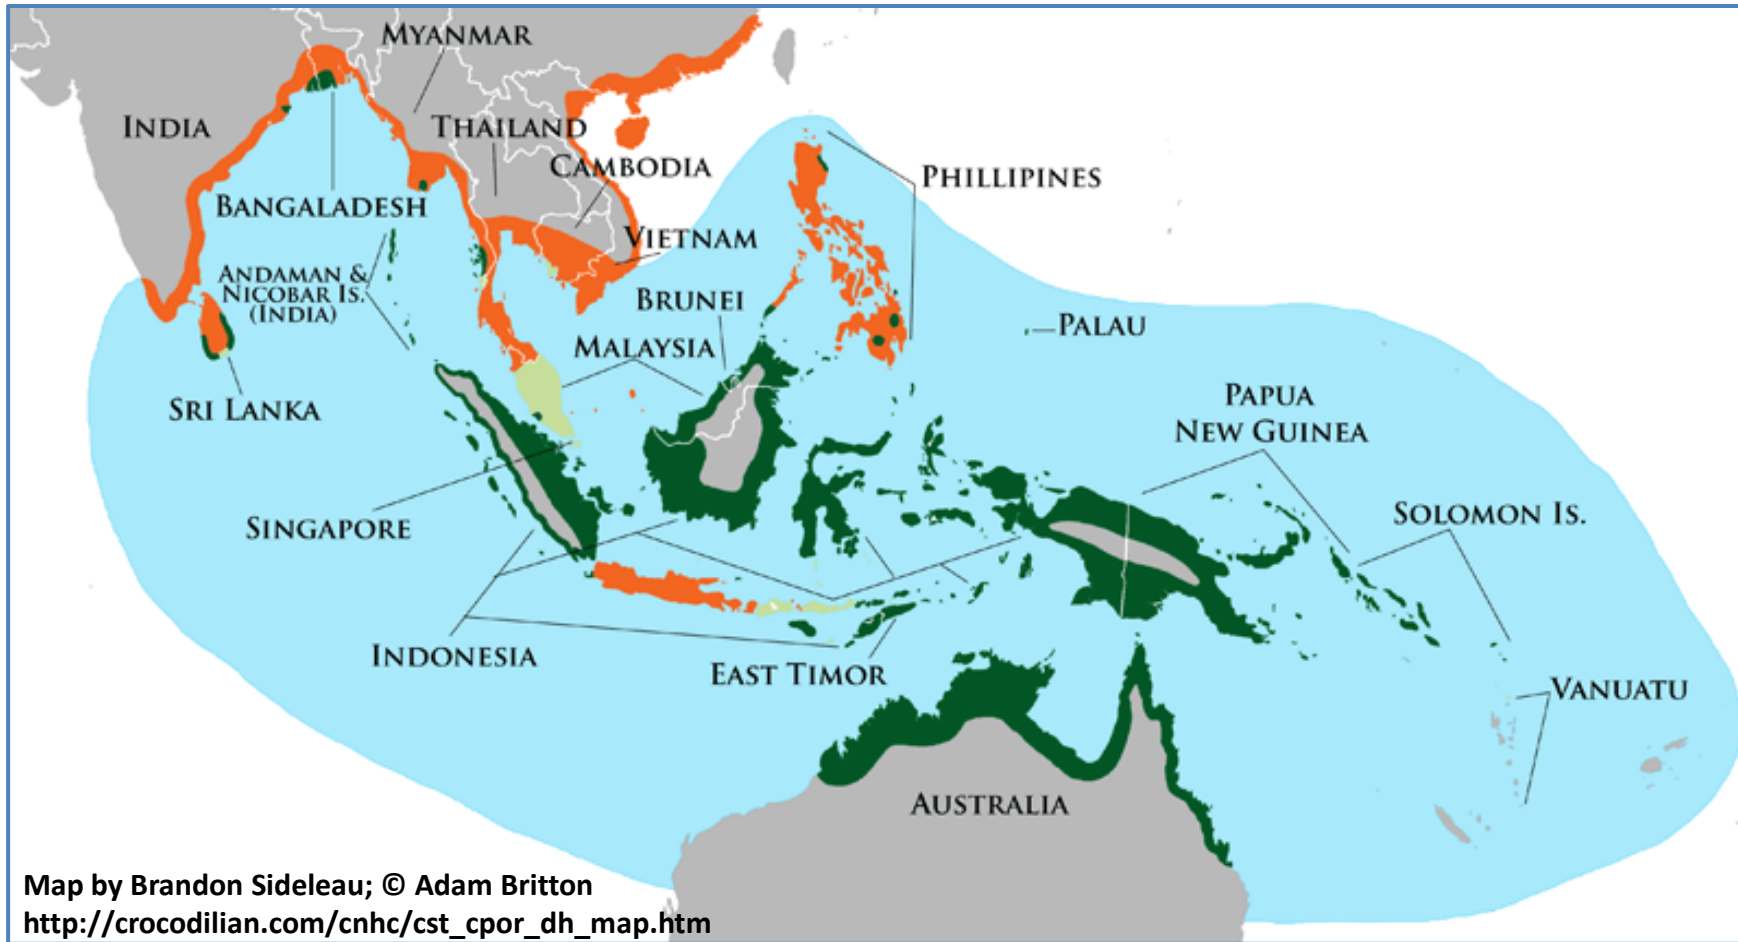 MYANMAR
INDIA
THAILAND
CAMBODIA
PHILLIPINES
BANGALADESH
VIETNAM
ANDAMAN &
NICOBAR IS.
(INDIA)
BRUNEI
PALAU
MALAYSIA
SRI LANKA
PAPUA
NEW GUINEA
SINGAPORE
SOLOMON IS.
INDONESIA
EAST TIMOR
VANUATU
AUSTRALIA
Map by Brandon Sideleau; © Adam Britton
http://crocodilian.com/cnhc/cst_cpor_dh_map.htm